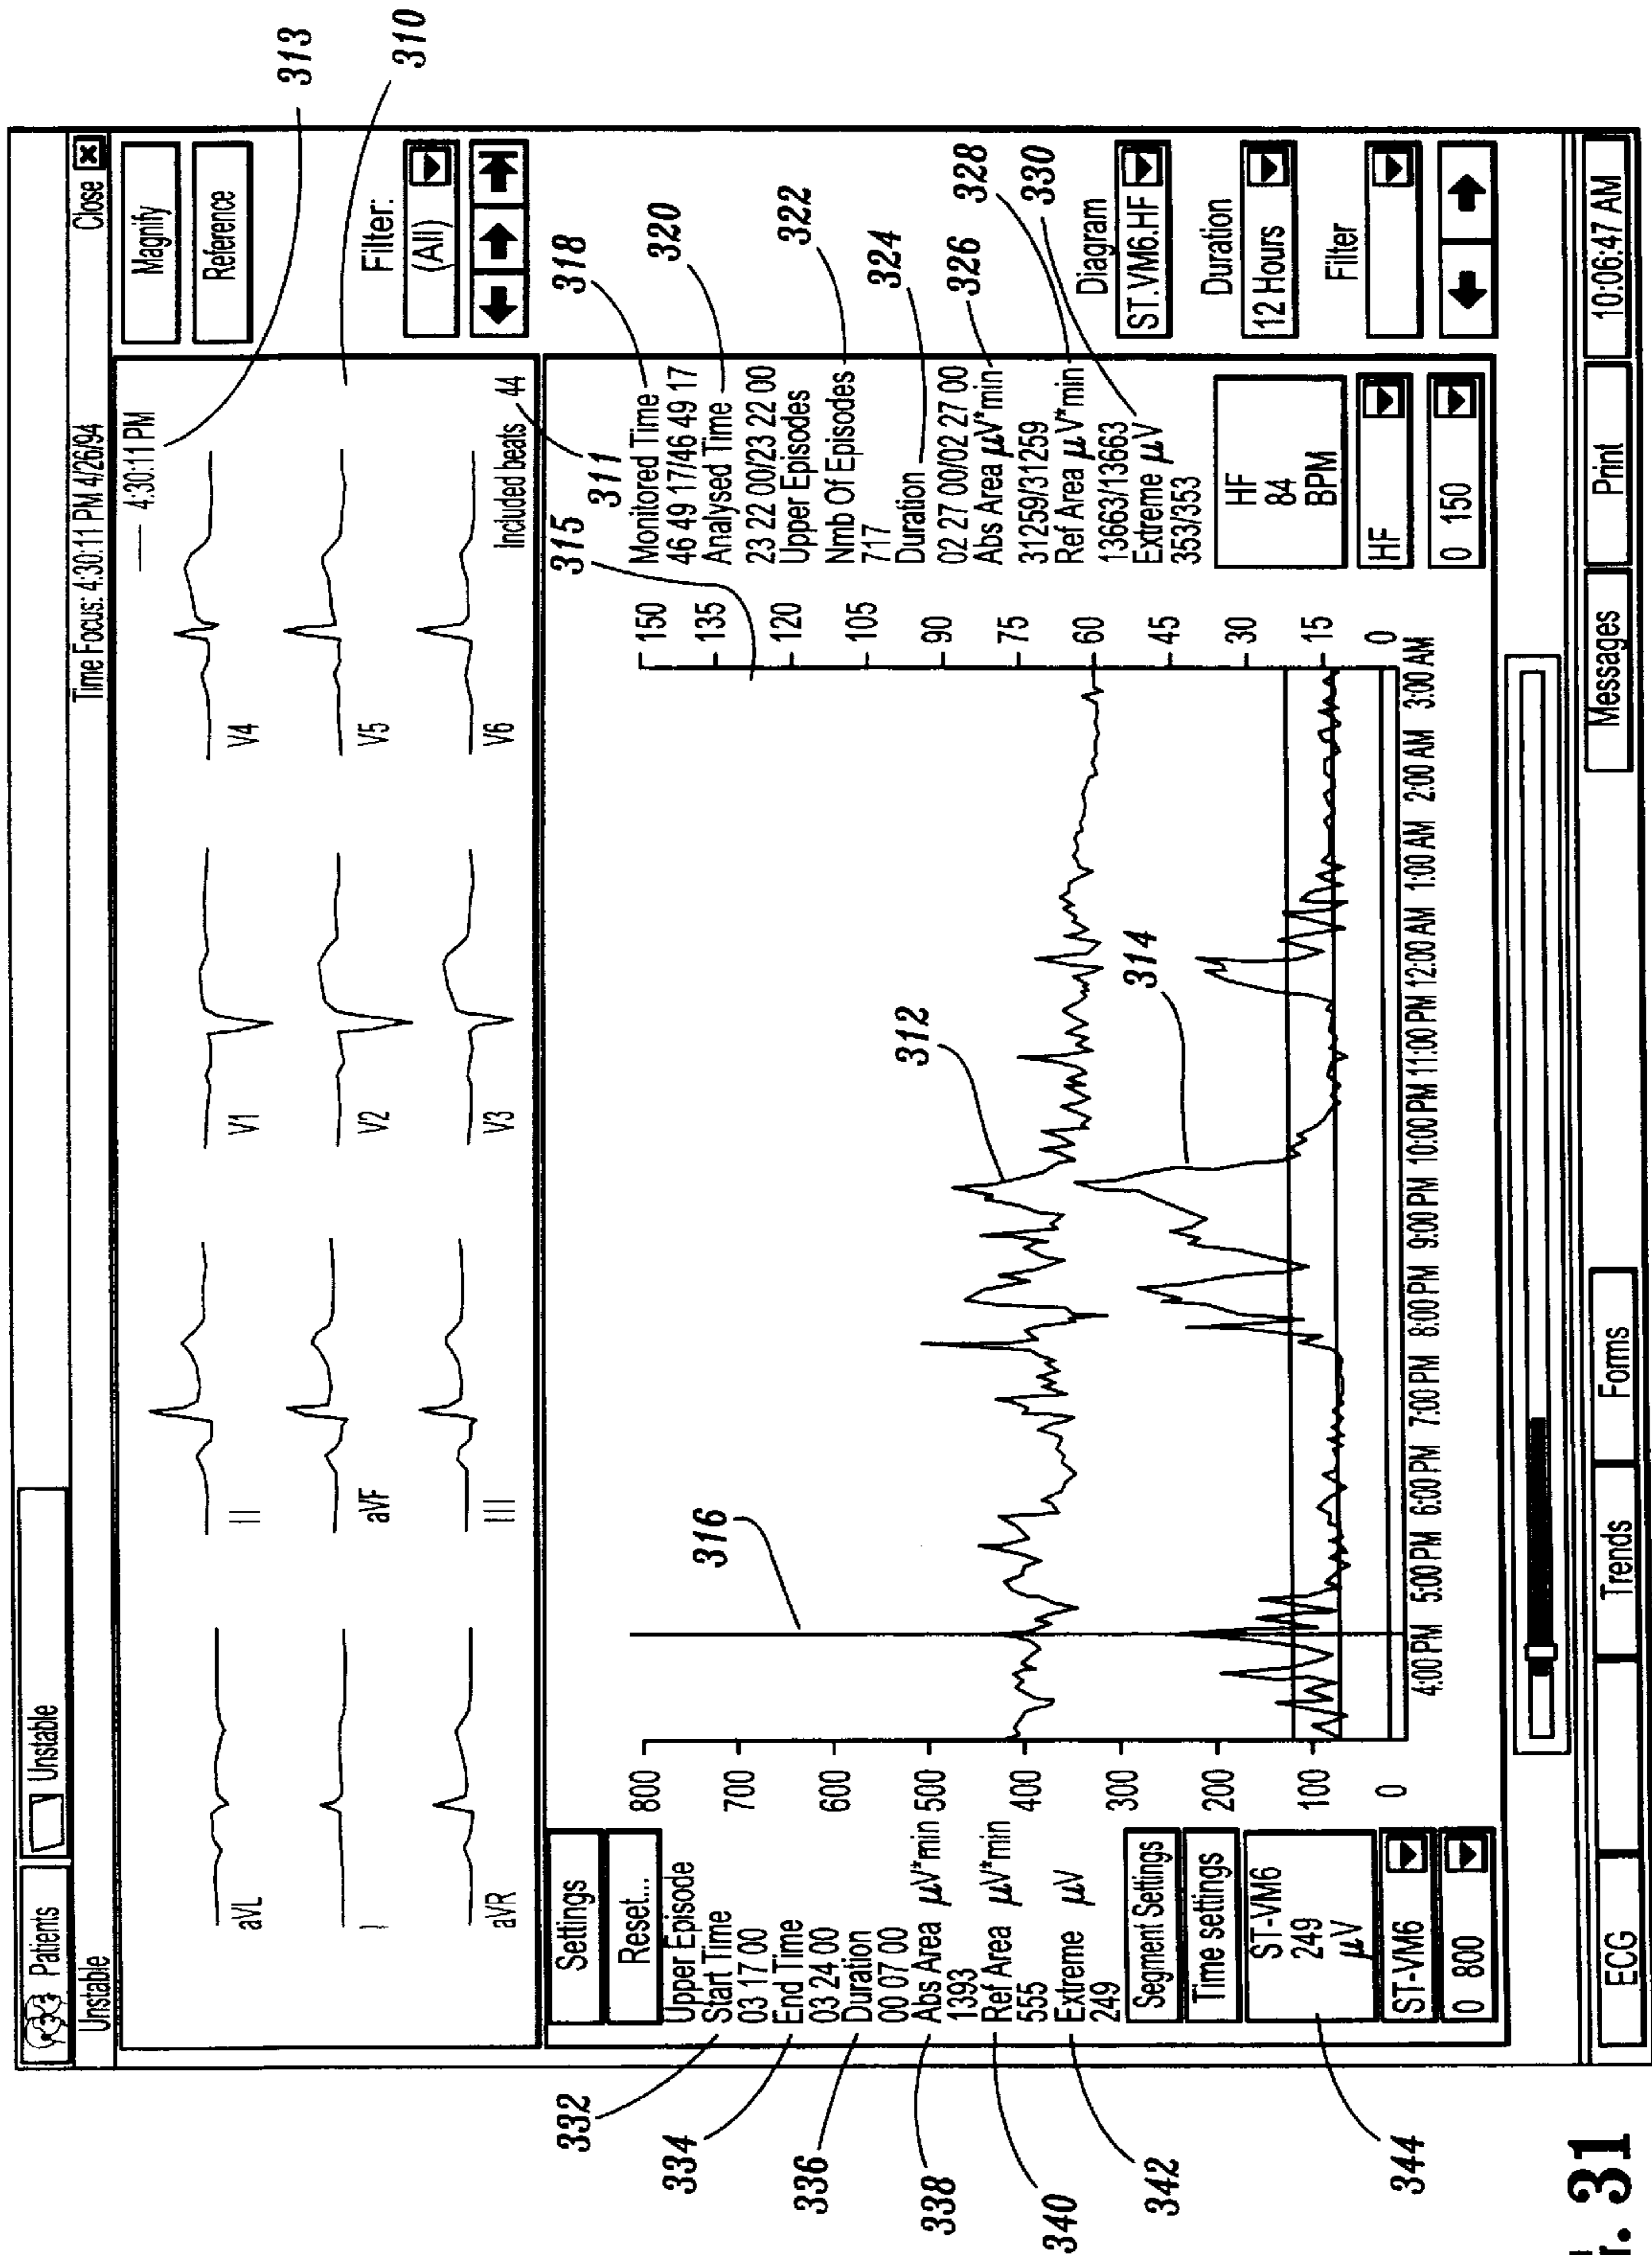 Patients
Unstable
Unstable
Time Focus: 4:30:11 PM 4/26/94
Close
4:30:11 PM
313
310
Magnify
Reference
Filter:
(All)
aVL
II
V1
V4
I
aVF
V2
V5
aVR
III
V3
V6
Included beats 44
311
315
318
320
322
324
326
328
330
Settings
Reset...
Upper Episode
Start Time
03 17 00
End Time
03 24 00
Duration
00 07 00
Abs Area μV*min
1393
Ref Area μV*min
555
Extreme μV
249
Segment Settings
Time settings
ST-VM6
249
μV
ST-VM6
0 800
332
334
336
338
340
342
344
800
700
600
500
400
300
200
100
0
316
312
314
150
135
120
105
90
75
60
45
30
15
0
4:00 PM 5:00 PM 6:00 PM 7:00 PM 8:00 PM 9:00 PM 10:00 PM 11:00 PM 12:00 AM 1:00 AM 2:00 AM 3:00 AM
Monitored Time
46 49 17/46 49 17
Analysed Time
23 22 00/23 22 00
Upper Episodes
Nmb Of Episodes
717
Duration
02 27 00/02 27 00
Abs Area μV*min
31259/31259
Ref Area μV*min
13663/13663
Extreme μV
353/353
HF
84
BPM
HF
0 150
Diagram
ST.VM6.HF
Duration
12 Hours
Filter
ECG
Trends
Forms
Messages
Print
10:06:47 AM
31